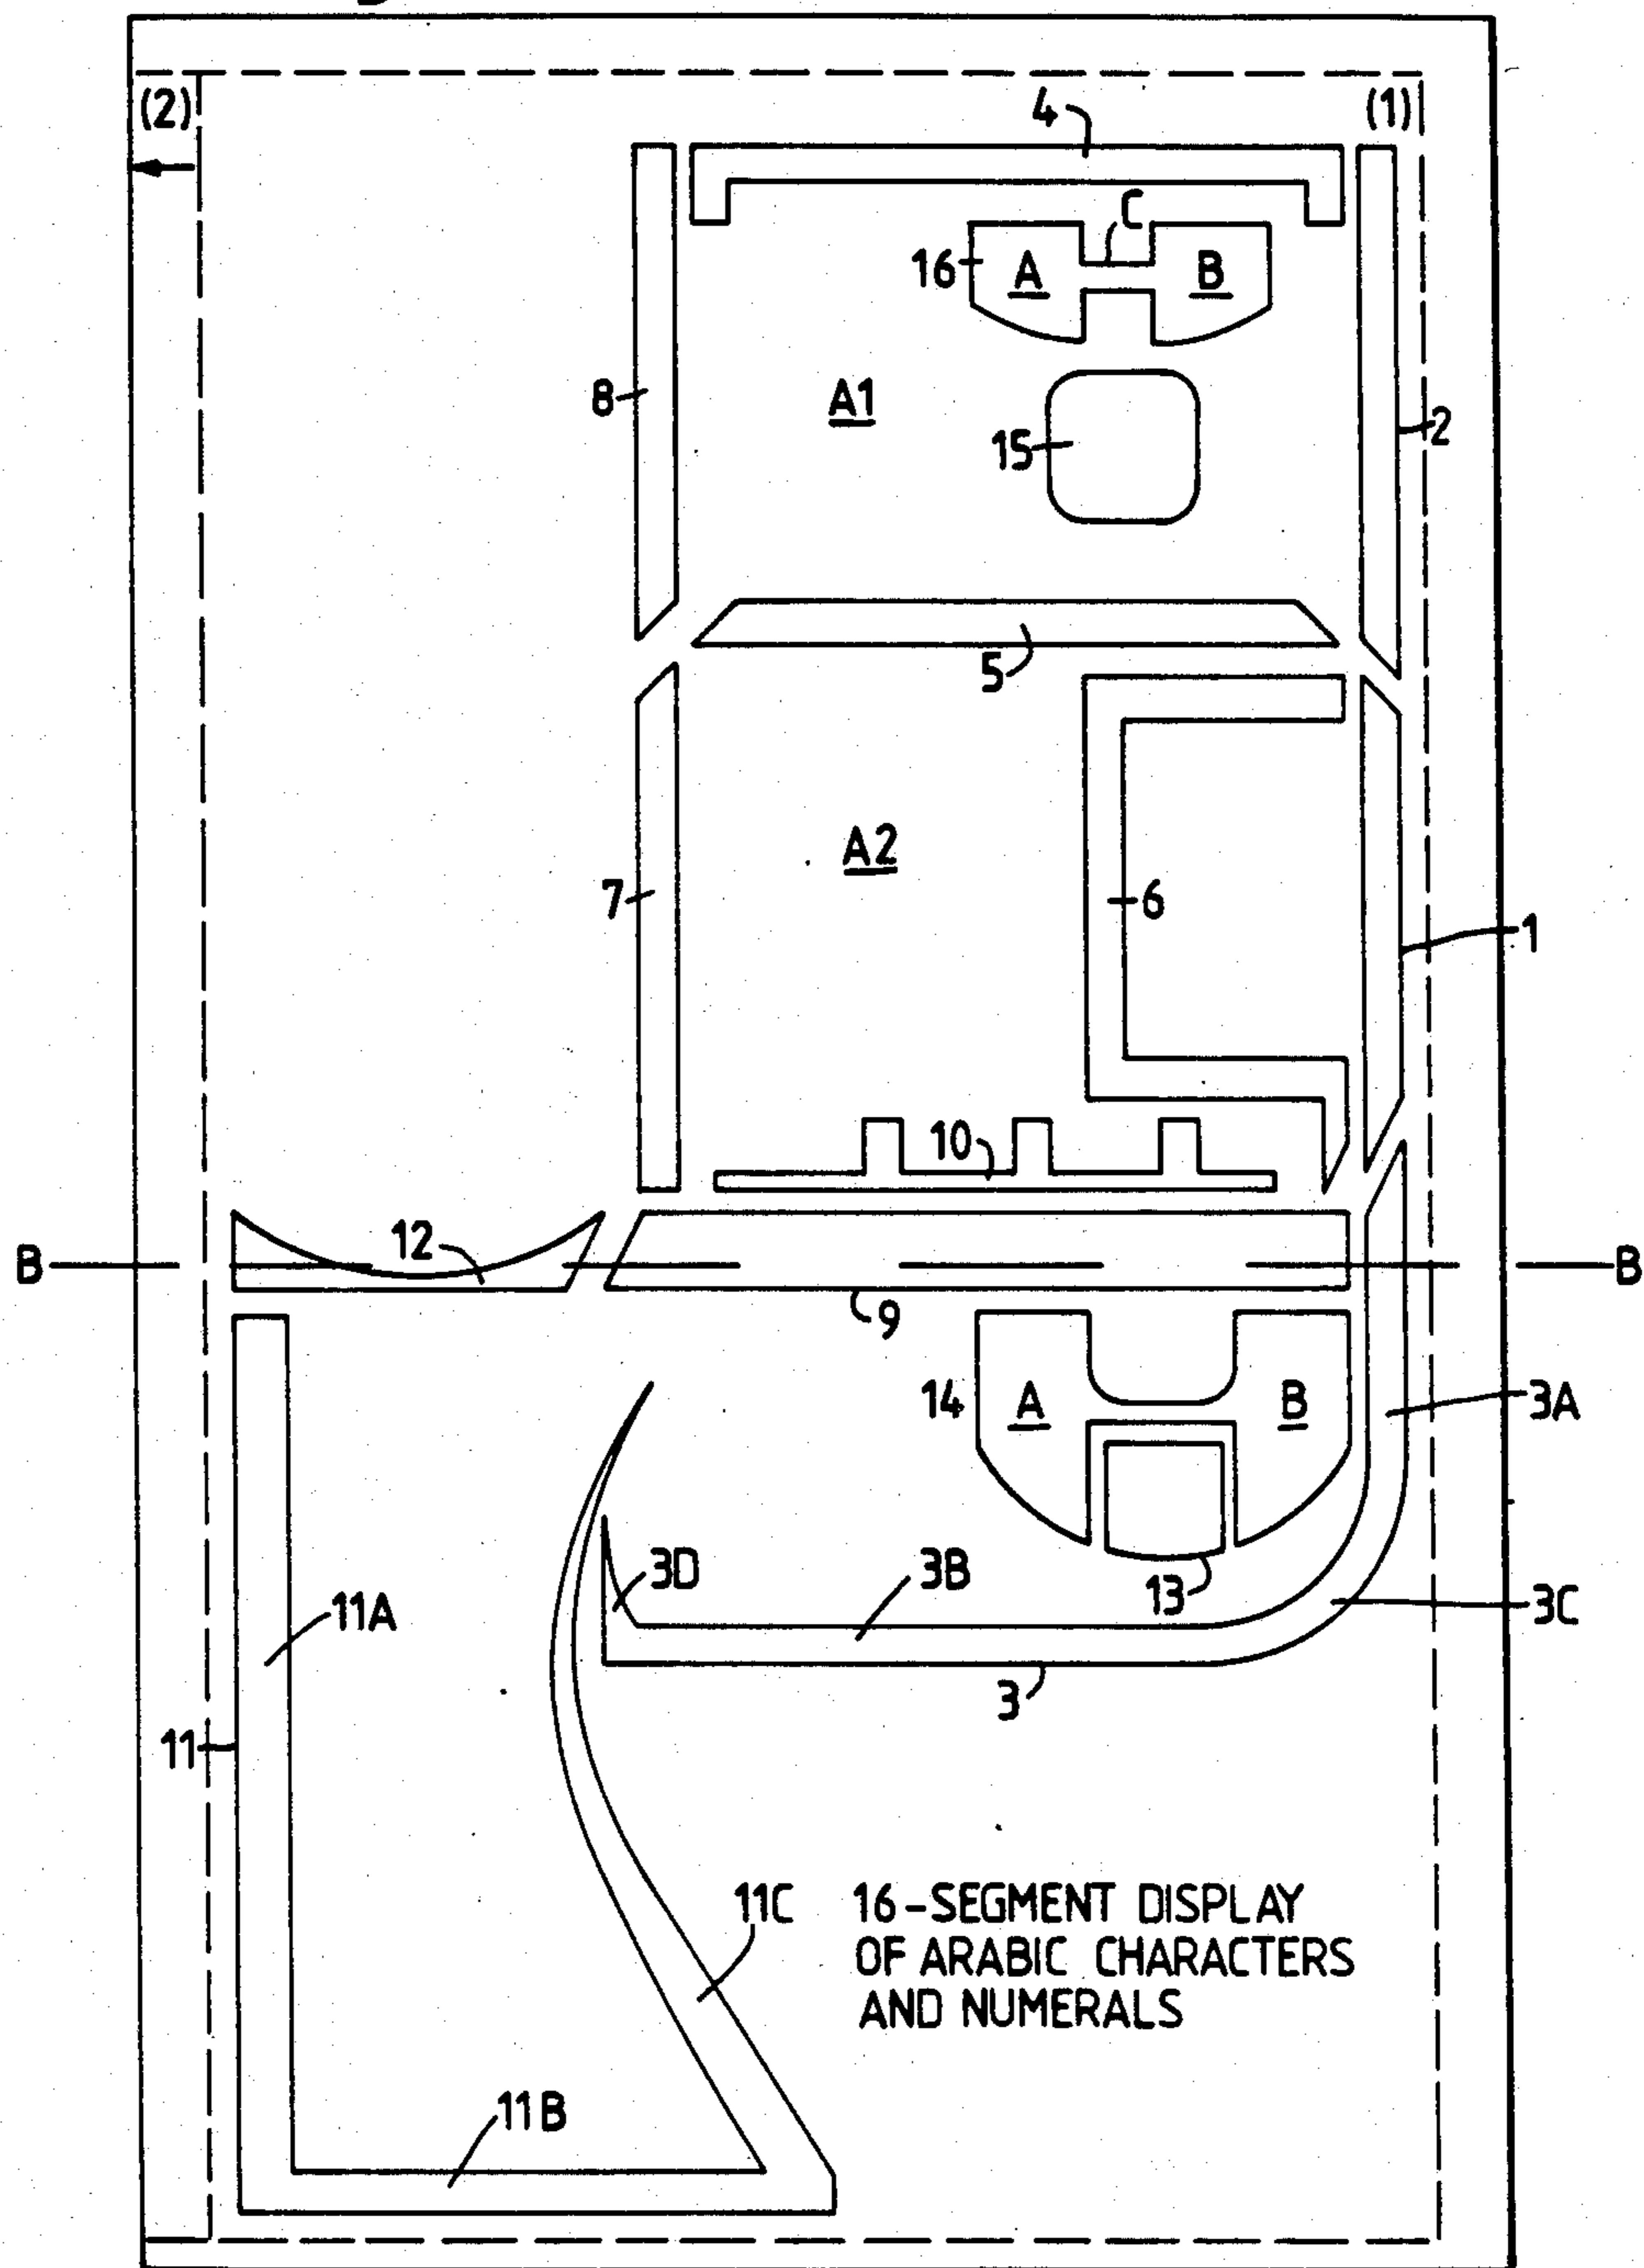 (2)
(1)
4
C
16
A
B
8
A1
2
15
5
A2
7
6
1
10
12
B
B
9
14
A
B
3A
3D
3B
13
3C
11A
3
11
11C
16-SEGMENT DISPLAY
OF ARABIC CHARACTERS
AND NUMERALS
11B